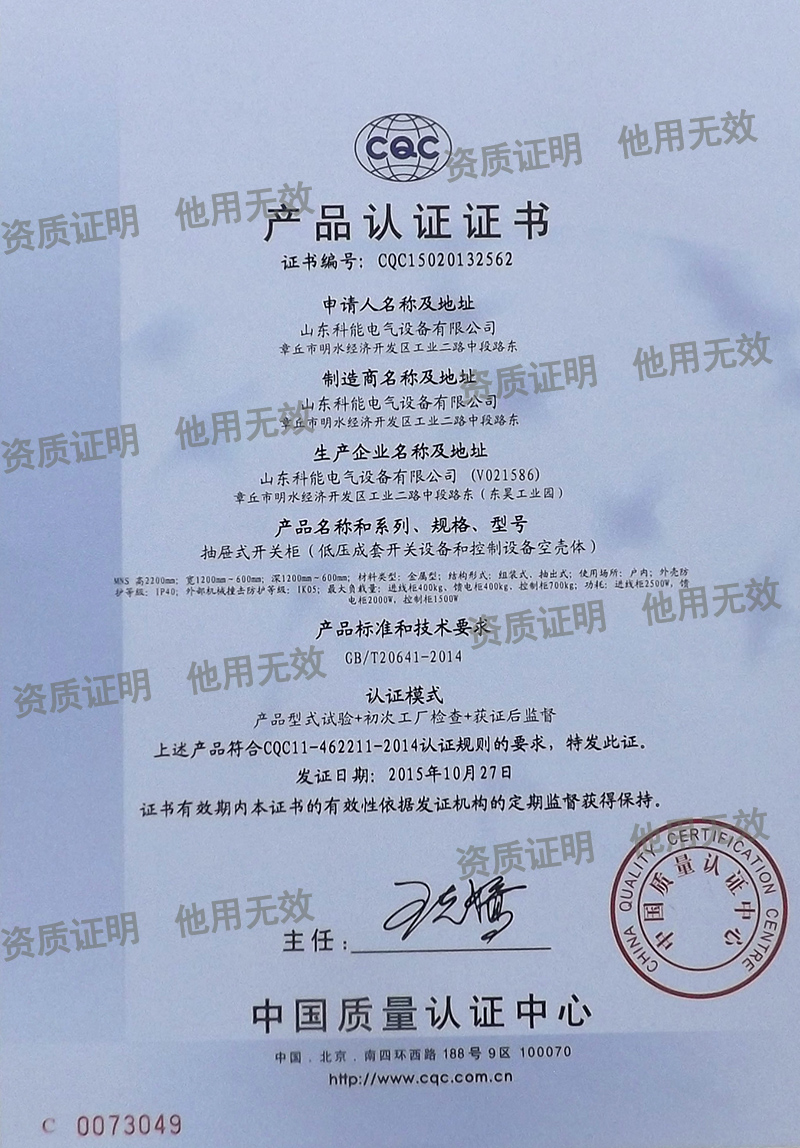 CQC
产品认证证书
证书编号：CQC15020132562
申请人名称及地址
山东科能电气设备有限公司
章丘市明水经济开发区工业二路中段路东
制造商名称及地址
山东科能电气设备有限公司
章丘市明水经济开发区工业二路中段路东
生产企业名称及地址
山东科能电气设备有限公司 (V021586)
章丘市明水经济开发区工业二路中段路东（东昊工业园）
产品名称和系列、规格、型号
抽屉式开关柜（低压成套开关设备和控制设备空壳体）
MNS 高2200mm；宽1200mm～600mm；深1200mm～600mm；材料类型：金属型；结构形式：组装式、抽出式；使用场所：户内；外壳防
护等级：IP40；外部机械撞击防护等级：IK05；最大负载量：进线柜400kg、馈电柜400kg、控制柜700kg；功耗：进线柜2500W，馈
电柜2000W，控制柜1500W
产品标准和技术要求
GB/T20641-2014
认证模式
产品型式试验+初次工厂检查+获证后监督
上述产品符合CQC11-462211-2014认证规则的要求，特发此证。
发证日期：2015年10月27日
证书有效期内本证书的有效性依据发证机构的定期监督获得保持。
CHINA QUALITY CERTIFICATION CENTRE
中国质量认证中心
主任：
中国质量认证中心
中国．北京．南四环西路 188号 9区 100070
http://www.cqc.com.cn
C 0073049
资质证明 他用无效
资质证明 他用无效
资质证明 他用无效
资质证明 他用无效
资质证明 他用无效
资质证明 他用无效
资质证明 他用无效
资质证明 他用无效